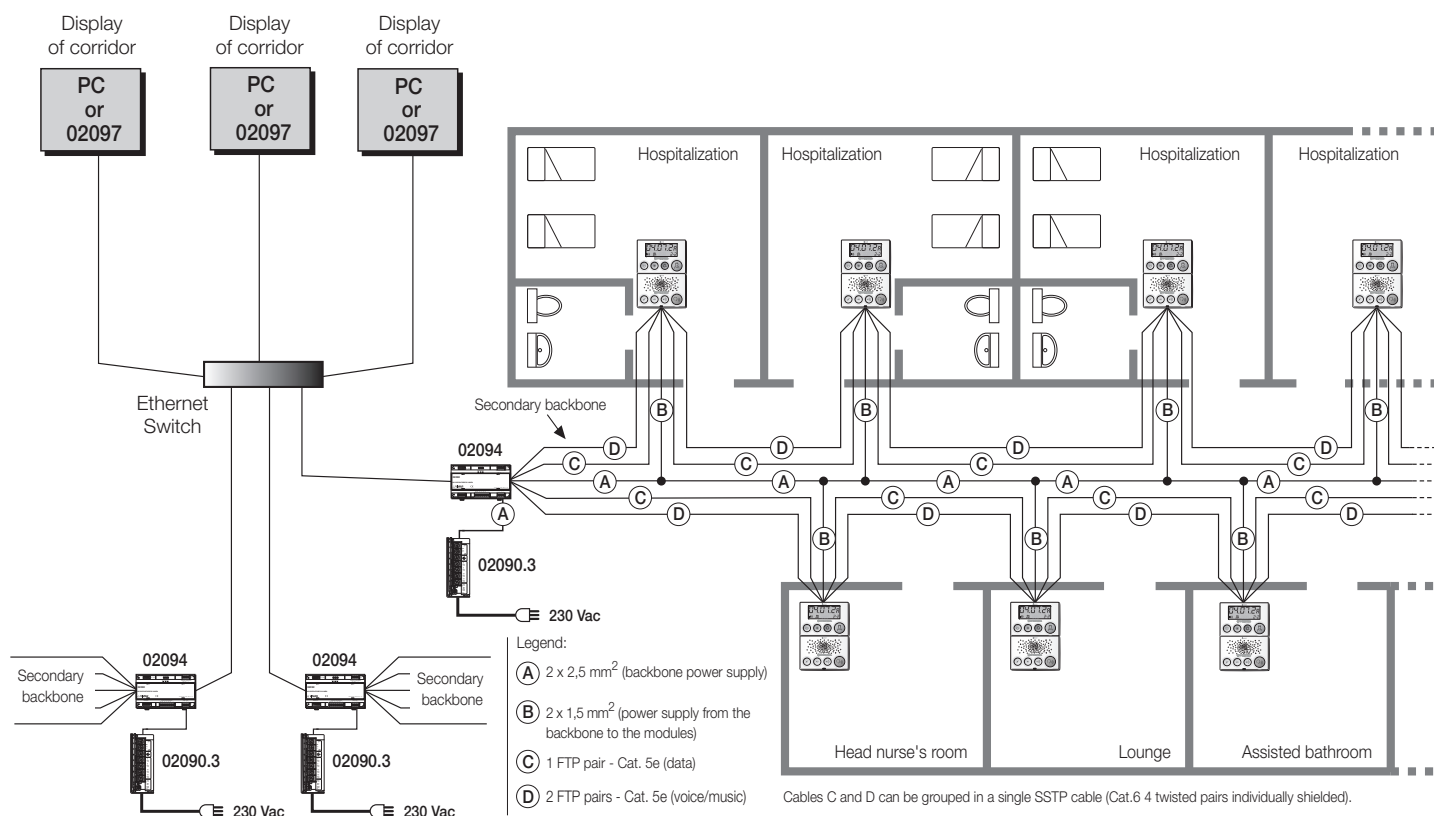 Display
of corridor
Display
of corridor
Display
of corridor
PC
or
02097
PC
or
02097
PC
or
02097
Ethernet
Switch
Hospitalization
Hospitalization
Hospitalization
Hospitalization
Secondary backbone
B
B
B
B
02094
D
D
D
D
C
C
C
C
A
A
A
A
A
C
C
C
C
D
D
D
D
A
02090.3
230 Vac
B
B
B
Head nurse's room
Lounge
Assisted bathroom
02094
Secondary
backbone
02090.3
230 Vac
02094
Secondary
backbone
02090.3
230 Vac
Legend:
A 2 x 2,5 mm² (backbone power supply)
B 2 x 1,5 mm² (power supply from the
backbone to the modules)
C 1 FTP pair - Cat. 5e (data)
D 2 FTP pairs - Cat. 5e (voice/music)
Cables C and D can be grouped in a single SSTP cable (Cat.6 4 twisted pairs individually shielded).